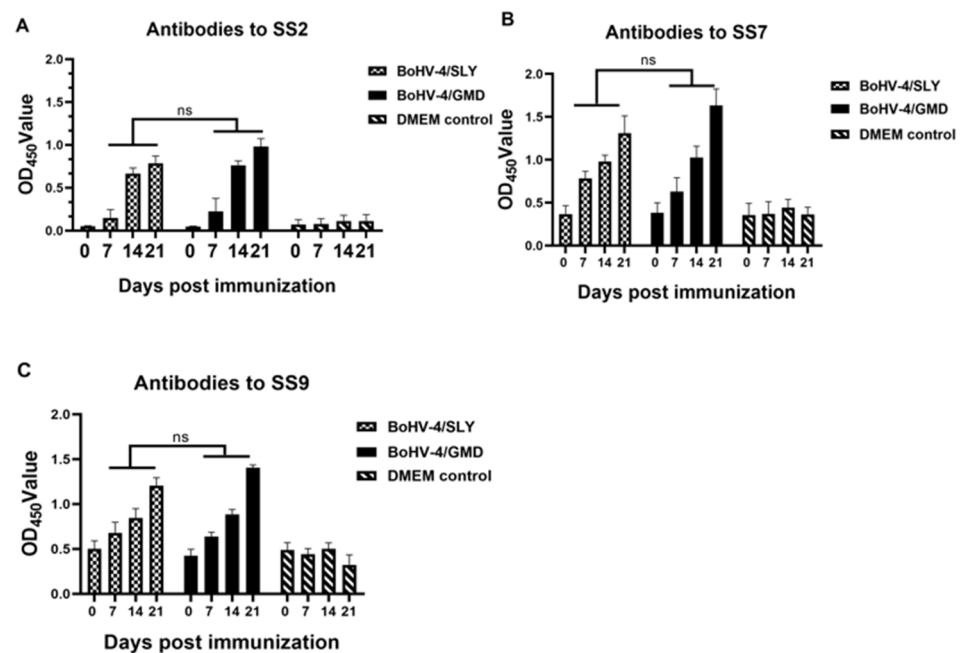 A
Antibodies to SS2
OD450Value
2.0
1.5
1.0
0.5
0.0
ns
BoHV-4/SLY
BoHV-4/GMD
DMEM control
0 7 14 21 0 7 14 21 0 7 14 21
Days post immunization
B
Antibodies to SS7
OD450Value
2.0
1.5
1.0
0.5
0.0
ns
BoHV-4/SLY
BoHV-4/GMD
DMEM control
0 7 14 21 0 7 14 21 0 7 14 21
Days post immunization
C
Antibodies to SS9
OD450Value
2.0
1.5
1.0
0.5
0.0
ns
BoHV-4/SLY
BoHV-4/GMD
DMEM control
0 7 14 21 0 7 14 21 0 7 14 21
Days post immunization